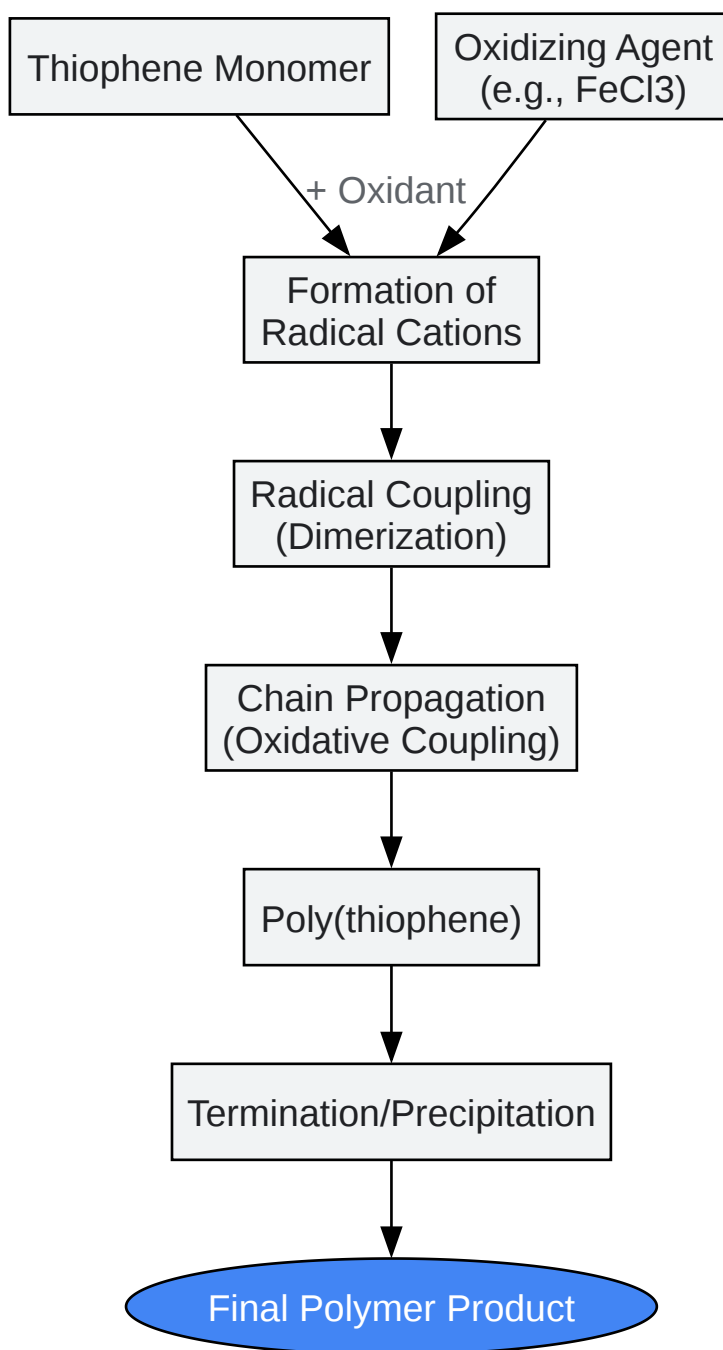 Thiophene Monomer
Oxidizing Agent
(e.g., FeCl3)
+ Oxidant
Formation of
Radical Cations
Radical Coupling
(Dimerization)
Chain Propagation
(Oxidative Coupling)
Poly(thiophene)
Termination/Precipitation
Final Polymer Product